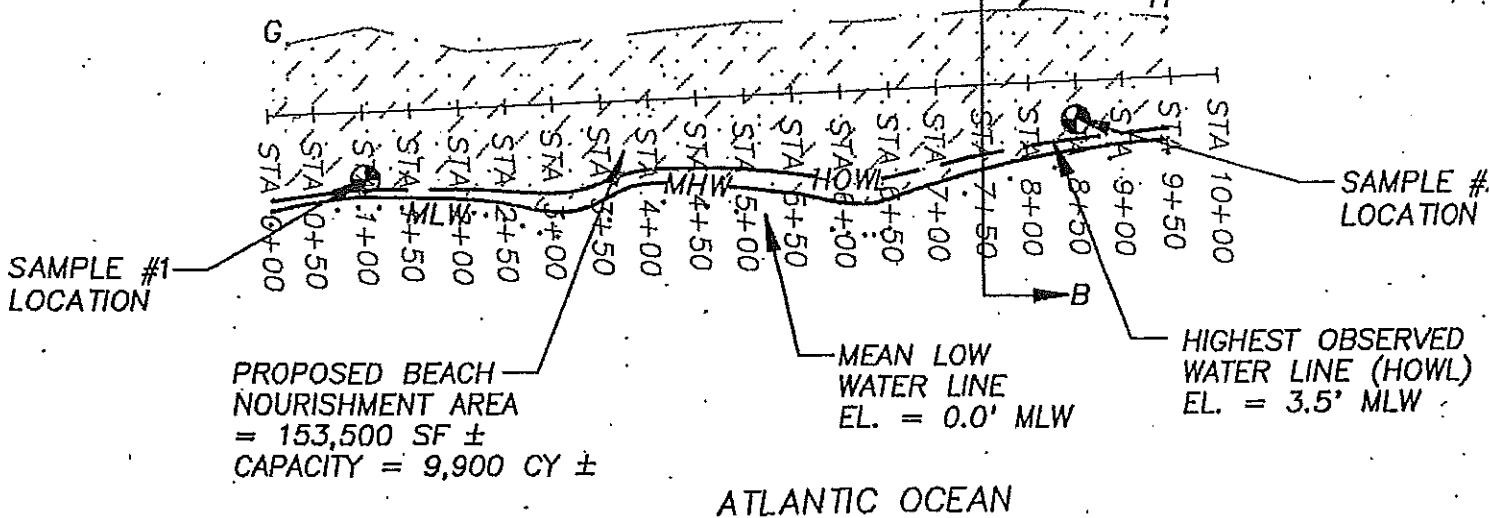 G
STA 0+00
STA 0+50
STA 1+00
STA 1+50
STA 2+00
STA 2+50
STA 3+00
STA 3+50
STA 4+00
STA 4+50
STA 5+00
STA 5+50
STA 6+00
STA 6+50
STA 7+00
STA 7+50
STA 8+00
STA 8+50
STA 9+00
STA 9+50
STA 10+00
MLW
MHW
HOWL
SAMPLE #1
LOCATION
SAMPLE #
LOCATION
B
PROPOSED BEACH
NOURISHMENT AREA
= 153,500 SF ±
CAPACITY = 9,900 CY ±
MEAN LOW
WATER LINE
EL. = 0.0' MLW
HIGHEST OBSERVED
WATER LINE (HOWL)
EL. = 3.5' MLW
ATLANTIC OCEAN